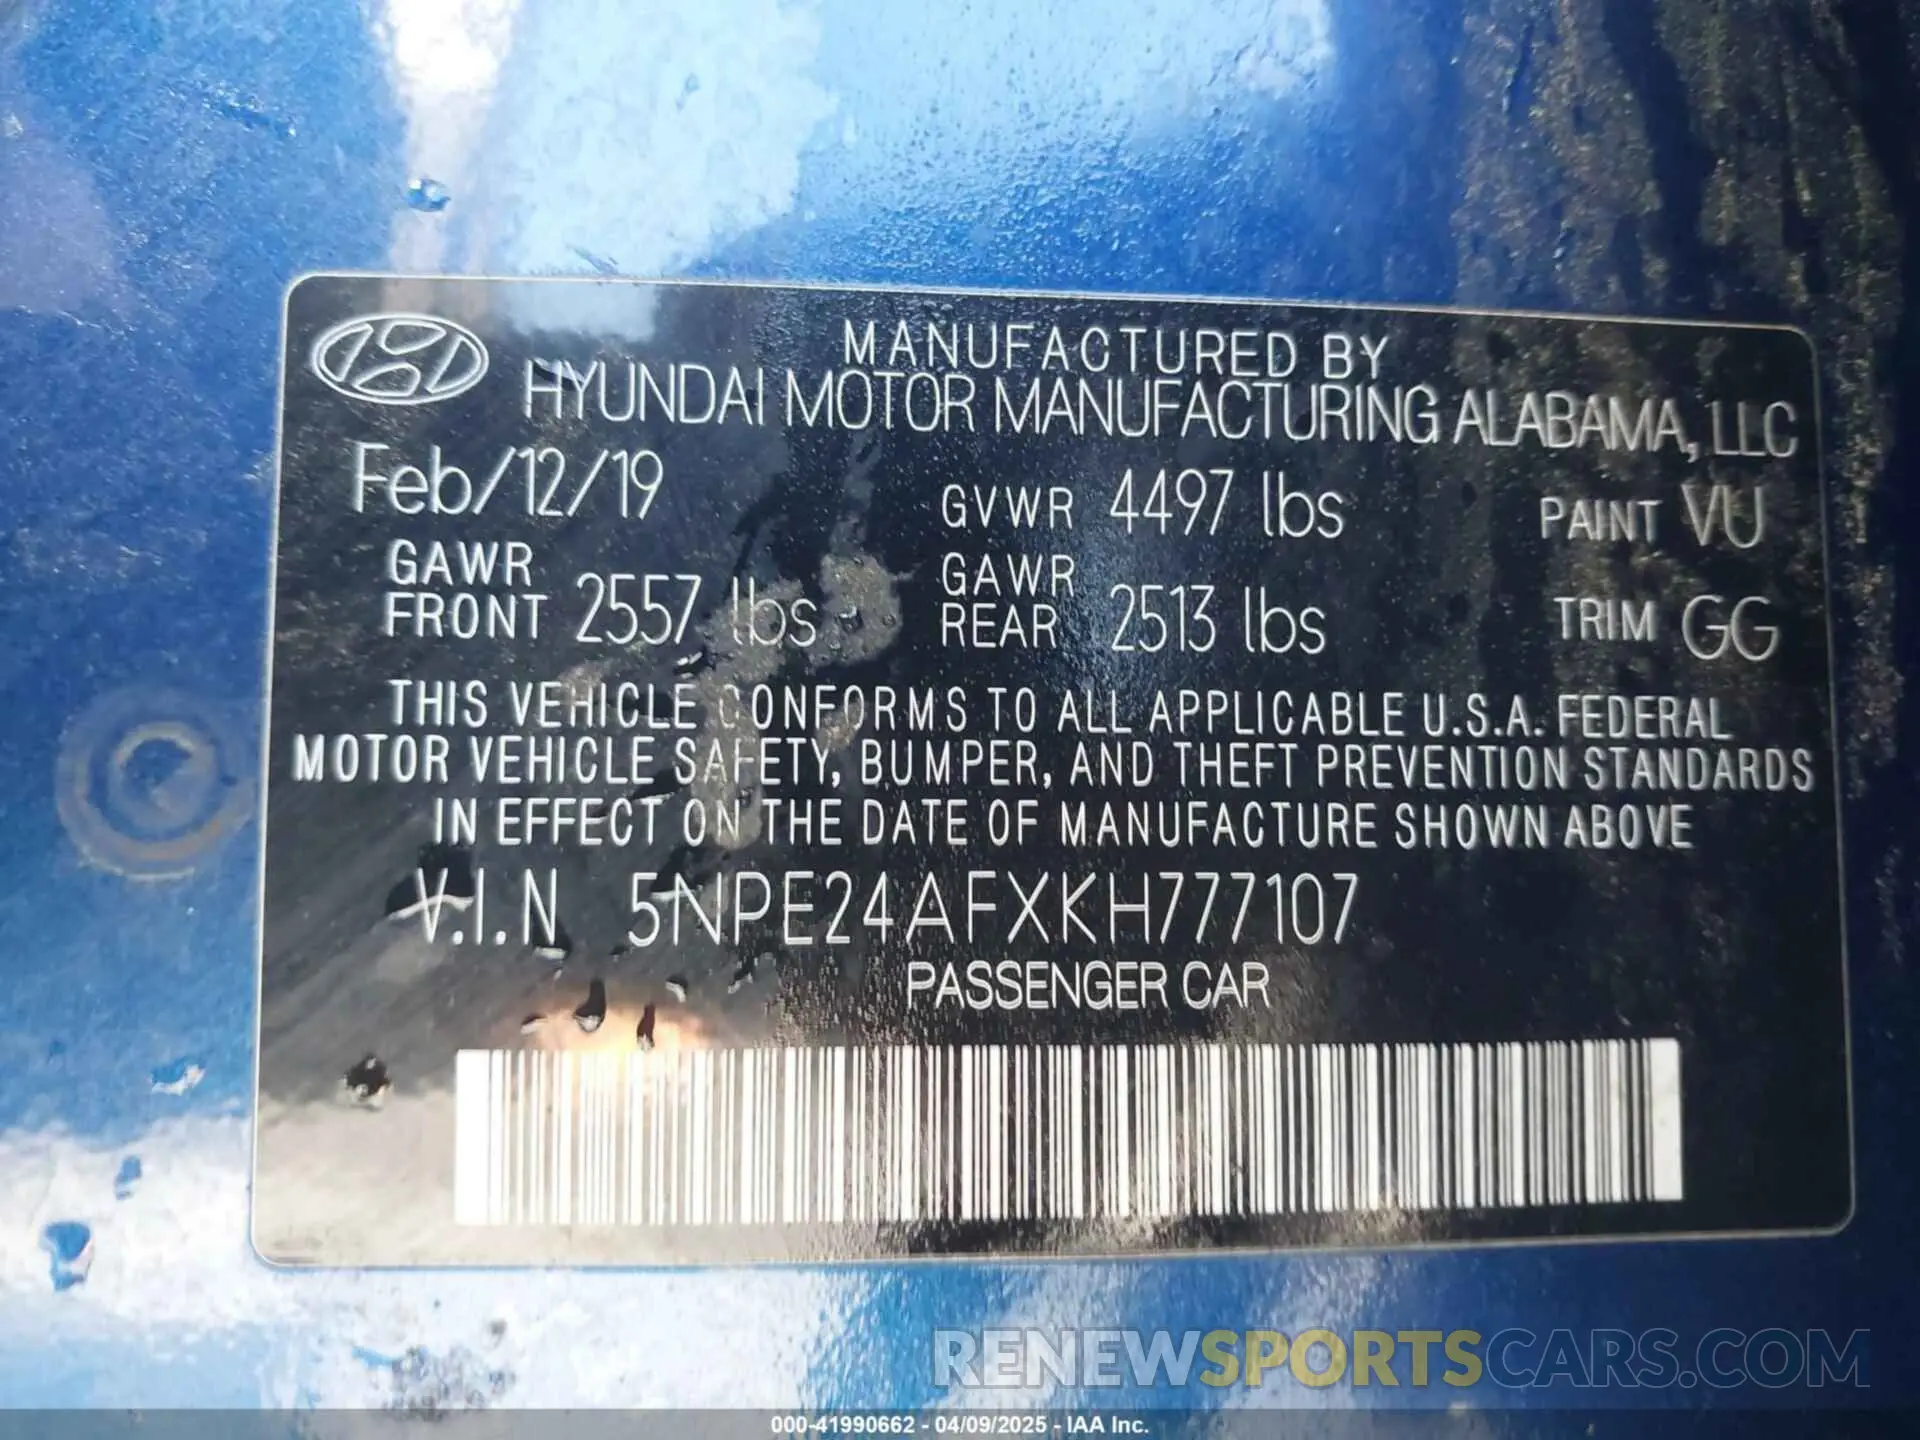 MANUFACTURED BY
HYUNDAI MOTOR MANUFACTURING ALABAMA, LLC
Feb/12/19 GVWR 4497 lbs PAINT VU
GAWR FRONT 2557 lbs GAWR REAR 2513 lbs TRIM GG
THIS VEHICLE CONFORMS TO ALL APPLICABLE U.S.A. FEDERAL
MOTOR VEHICLE SAFETY, BUMPER, AND THEFT PREVENTION STANDARDS
IN EFFECT ON THE DATE OF MANUFACTURE SHOWN ABOVE
V.I.N 5NPE24AFXKH777107
PASSENGER CAR
RENEWSPORTSCARS.COM
000-41990662 - 04/09/2025 - IAA Inc.